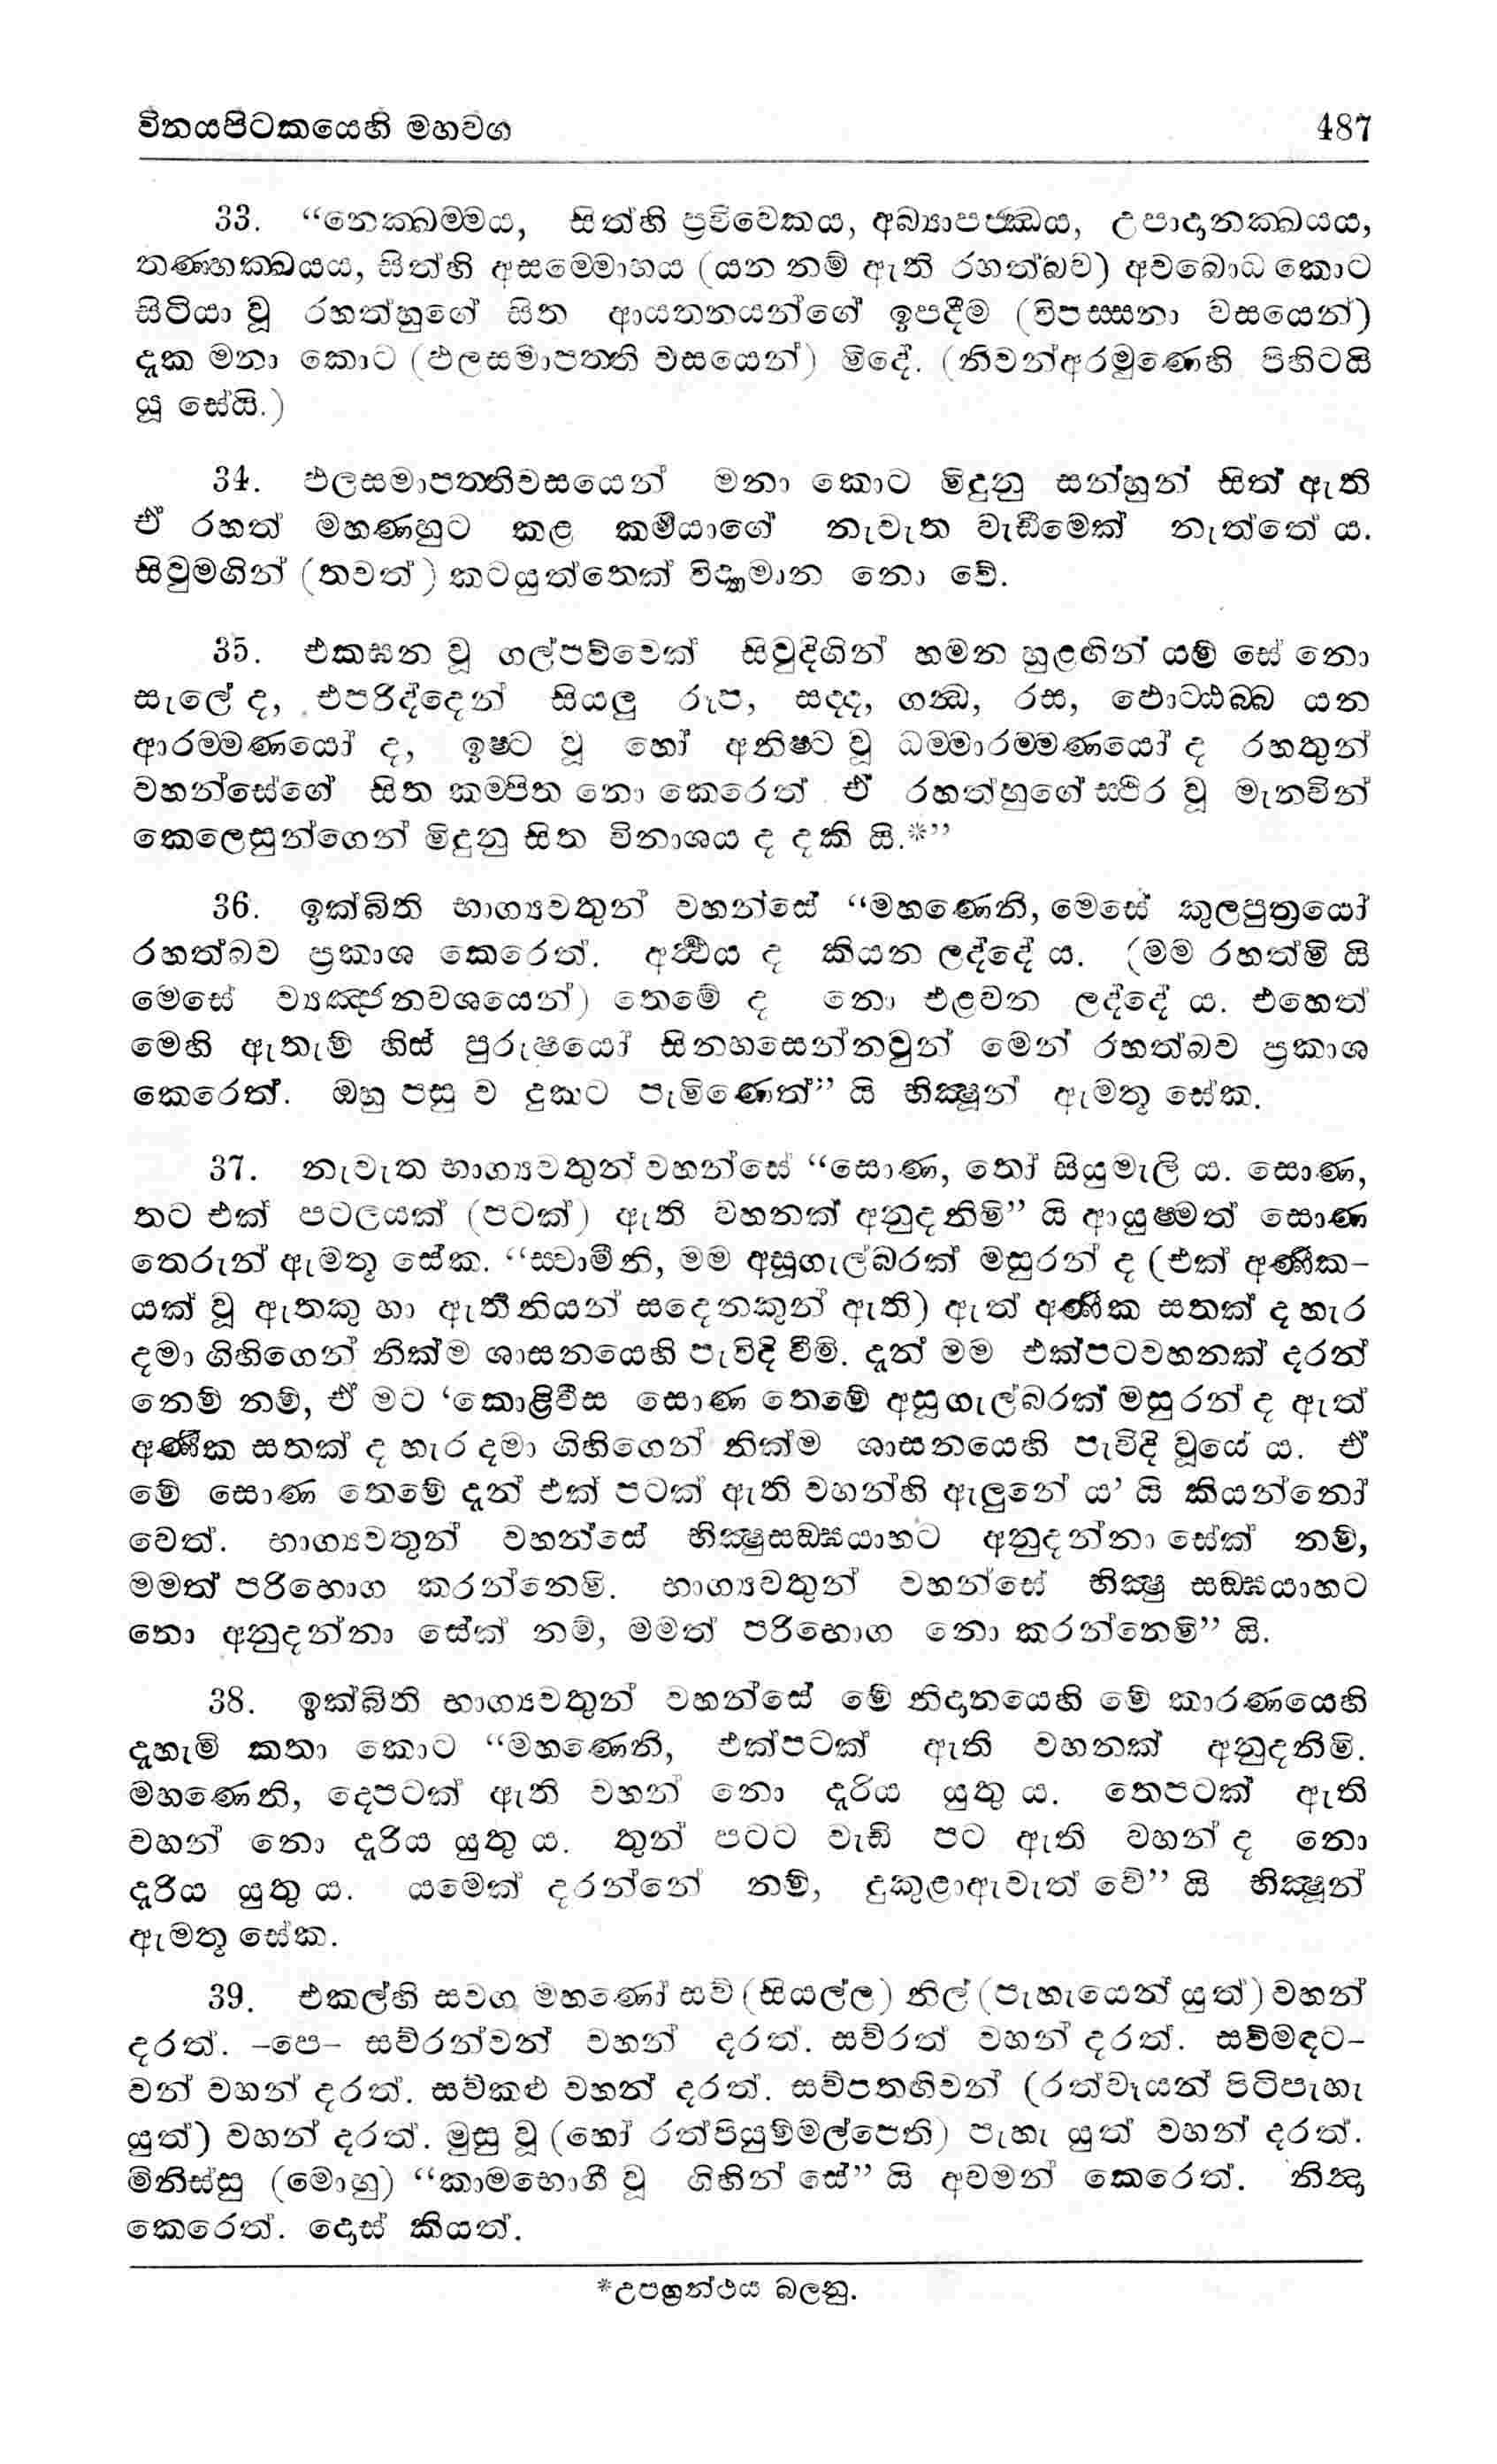 විනයපිටකයෙහි මහවග 487
33. “නෙක්ඛම්මය, සිත්හි ප්‍රවිවෙකය, අබ්‍යාපජ්ඣය, උපාදානක්ඛයය,
තණ්හක්ඛයය, සිත්හි අසම්මොහය (යන නම් ඇති රහත්බව) අවබොධ කොට
සිටියා වූ රහත්හුගේ සිත ආයතනයන්ගේ ඉපදීම (විපස්සනා වසයෙන්)
දැක මනා කොට (ඵලසමාපත්ති වසයෙන්) මිදේ. (නිවන්අරමුණෙහි පිහිටයි
යූ සේයි.)
34. ඵලසමාපත්තිවසයෙන් මනා කොට මිදුනු සන්හුන් සිත් ඇති
ඒ රහත් මහණහුට කළ කර්‍මයාගේ නැවැත වැඩීමෙක් නැත්තේ ය.
සිවුමගින් (තවත්) කටයුත්තෙක් විද්‍යමාන නො වේ.
35. එකඝන වූ ගල්පව්වෙක් සිවුදිගින් හමන හුළඟින් යම් සේ නො
සැලේ ද, එපරිද්දෙන් සියලු රූප, සද්ද, ගන්‍ධ, රස, ඵොට්ඨබ්බ යන
ආරම්මණයෝ ද, ඉෂ්ට වූ හෝ අනිෂ්ට වූ ධම්මාරම්මණයෝ ද රහතුන්
වහන්සේගේ සිත කම්පිත නො කෙරෙත් ඒ රහත්හුගේ ස්ථිර වූ මැනවින්
කෙලෙසුන්ගෙන් මිදුනු සිත විනාශය ද දකි යි.*”
36. ඉක්බිති භාග්‍යවතුන් වහන්සේ “මහණෙනි, මෙසේ කුලපුත්‍රයෝ
රහත්බව ප්‍රකාශ කෙරෙත්. අර්‍ථය ද කියන ලද්දේ ය. (මම රහත්මි යි
මෙසේ ව්‍යඤ්ජනවශයෙන්) තෙමේ ද නො එළවන ලද්දේ ය. එහෙත්
මෙහි ඇතැම් හිස් පුරුෂයෝ සිනහසෙන්නවුන් මෙන් රහත්බව ප්‍රකාශ
කෙරෙත්. ඔහු පසු ව දුකට පැමිණෙත්” යි භික්‍ෂූන් ඇමතූ සේක.
37. නැවැත භාග්‍යවතුන් වහන්සේ “සොණ, තෝ සියුමැලි ය. සොණ,
තට එක් පටලයක් (පටක්) ඇති වහනක් අනුදනිමි” යි ආයුෂ්මත් සොණ
තෙරුන් ඇමතූ සේක. “ස්වාමීනි, මම අසූගැල්බරක් මසුරන් ද (එක් අණීක-
යක් වූ ඇතකු හා ඇතිනියන් සදෙනකුන් ඇති) ඇත් අණීක සතක් ද හැර
දමා ගිහිගෙන් නික්ම ශාසනයෙහි පැවිදි වීමි. දැන් මම එක්පටවහනක් දරන්
නෙම් නම්, ඒ මට ‘කොළිවීස සොණ තෙමේ අසූගැල්බරක් මසුරන් ද ඇත්
අණීක සතක් ද හැර දමා ගිහිගෙන් නික්ම ශාසනයෙහි පැවිදි වූයේ ය. ඒ
මේ සොණ තෙමේ දැන් එක් පටක් ඇති වහන්හි ඇලුනේ ය’ යි කියන්නෝ
වෙත්. භාග්‍යවතුන් වහන්සේ භික්‍ෂුසඞ්ඝයාහට අනුදන්නා සේක් නම්,
මමත් පරිහොග කරන්නෙමි. භාග්‍යවතුන් වහන්සේ භික්‍ෂු සඞ්ඝයාහට
නො අනුදන්නා සේක් නම්, මමත් පරිභොග නො කරන්නෙමි” යි.
38. ඉක්බිති භාග්‍යවතුන් වහන්සේ මේ නිදානයෙහි මේ කාරණයෙහි
දැහැමි කතා කොට “මහණෙනි, එක්පටක් ඇති වහනක් අනුදනිමි.
මහණෙනි, දෙපටක් ඇති වහන් නො දැරිය යුතු ය. තෙපටක් ඇති
වහන් නො දැරිය යුතු ය. තුන් පටට වැඩි පට ඇති වහන් ද නො
දැරිය යුතු ය. යමෙක් දරන්නේ නම්, දුකුළාඇවැත් වේ” යි භික්‍ෂූන්
ඇමතූ සේක.
39. එකල්හි සවග මහණෝ සව් (සියල්ල) නිල් (පැහැයෙන් යුත්) වහන්
දරත්. –පෙ– සව්රන්වන් වහන් දරත්. සව්රත් වහන් දරත්. සව්මඳට-
වන් වහන් දරත්. සව්කළු වහන් දරත්. සව්පතඟිවන් (රත්වෑයන් පිටිපැහැ
යුත්) වහන් දරත්. මුසු වූ (හෝ රත්පියුම්මල්පෙති) පැහැ යුත් වහන් දරත්.
මිනිස්සු (මොහු) “කාමභොගී වූ ගිහින් සේ” යි අවමන් කෙරෙත්. නින්‍දා
කෙරෙත්. දොස් කියත්.
*උපග්‍රන්ථය බලනු.